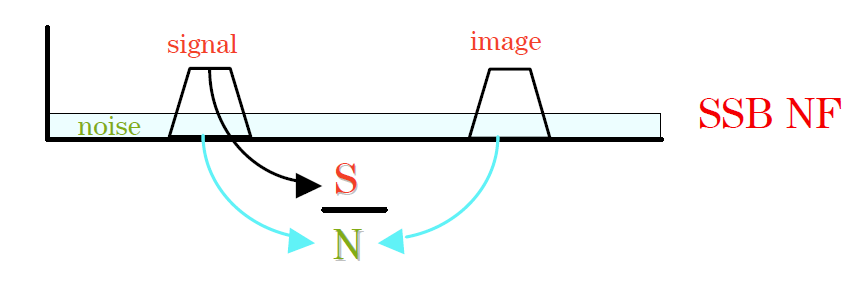 signal
image
noise
SSB NF
S
N